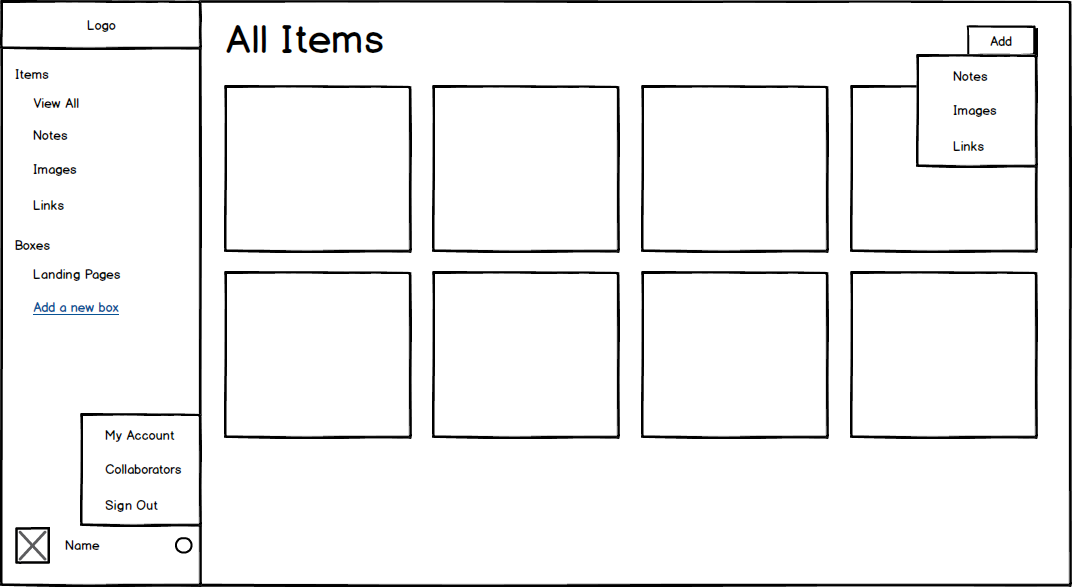 Logo
Items
View All
Notes
Images
Links
Boxes
Landing Pages
Add a new box
My Account
Collaborators
Sign Out
Name
All Items
Add
Notes
Images
Links